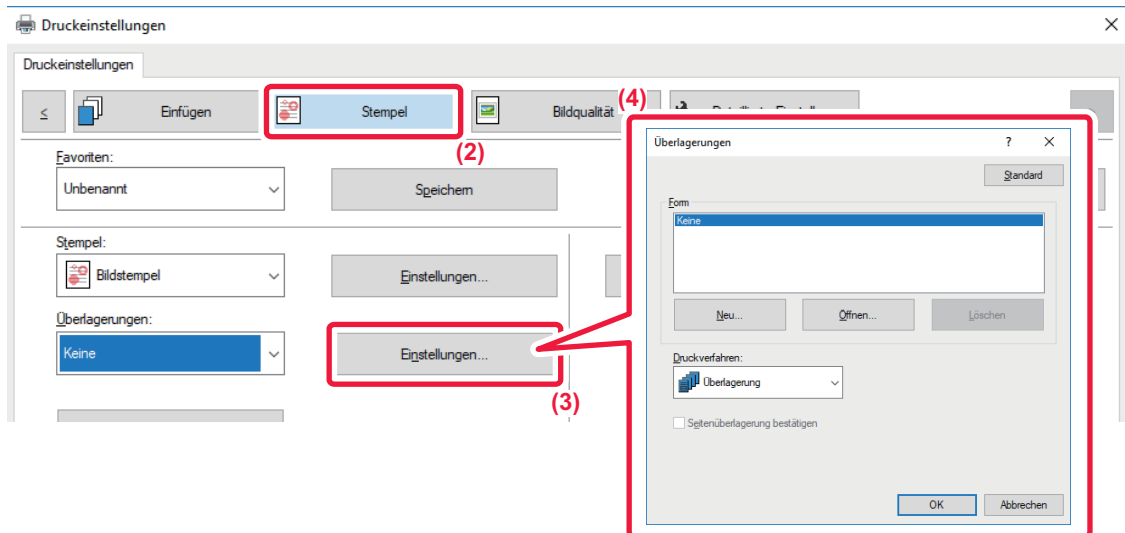 Druckeinstellungen
Druckeinstellungen
≤
Einfügen
Stempel
Bildqualität
(2)
Favoriten:
Unbenannt
Speichern
Stempel:
Bildstempel
Einstellungen...
Überlagerungen:
Keine
Einstellungen...
(3)
(4)
Überlagerungen
?
Standard
Form
Keine
Neu...
Öffnen...
Löschen
Druckverfahren:
Überlagerung
Seitenüberlagerung bestätigen
OK
Abbrechen